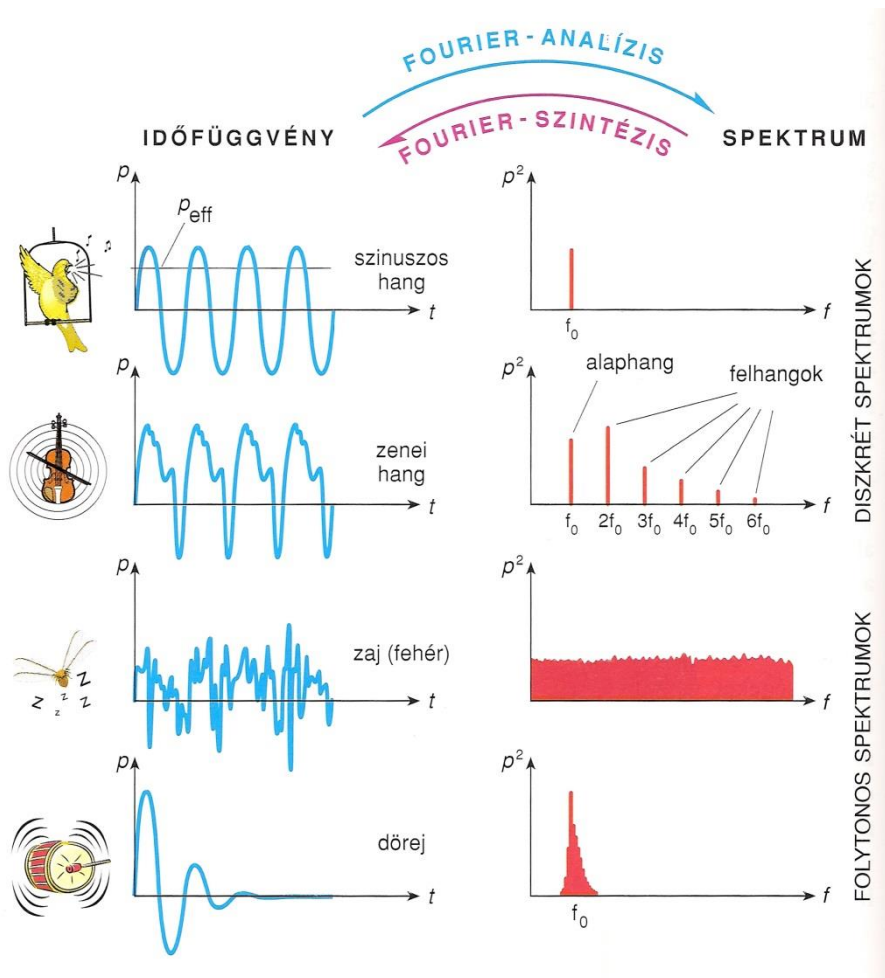 FOURIER - ANALÍZIS
FOURIER - SZINTÉZIS
IDŐFÜGGVÉNY
SPEKTRUM
p
p eff
szinuszos
hang
t
p²
f₀
f
p
zenei
hang
t
p²
alaphang
felhangok
f₀ 2f₀ 3f₀ 4f₀ 5f₀ 6f₀
f
DISZKRÉT SPEKTRUMOK
z z z z z
p
zaj (fehér)
t
p²
f
p
dörej
t
p²
f₀
f
FOLYTONOS SPEKTRUMOK